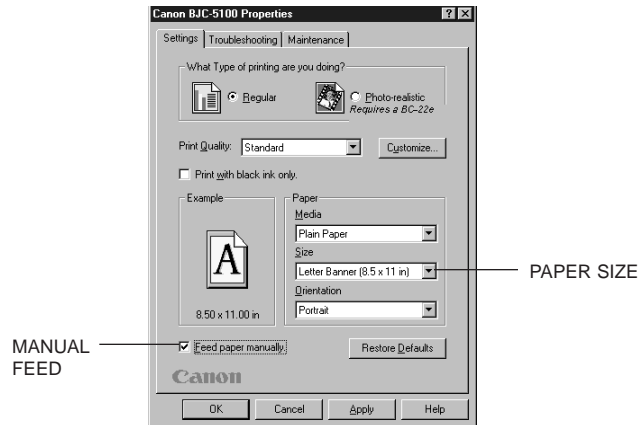 Canon BJC-5100 Properties
Settings Troubleshooting Maintenance
What Type of printing are you doing?
Regular
Photo-realistic
Requires a BC-22e
Print Quality: Standard Customize...
Print with black ink only.
Example
A
8.50 x 11.00 in
Paper
Media
Plain Paper
Size
Letter Banner (8.5 x 11 in)
PAPER SIZE
Orientation
Portrait
MANUAL
FEED
Feed paper manually.
Restore Defaults
Canon
OK Cancel Apply Help